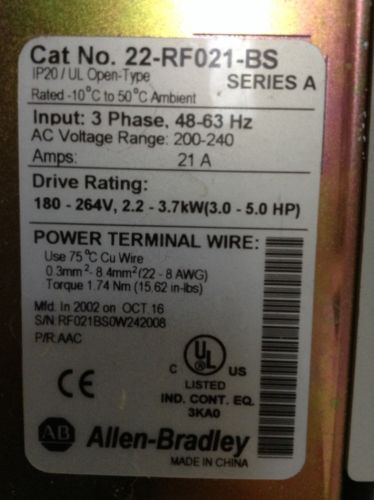 Cat No. 22-RF021-BS
IP20 / UL Open-Type
SERIES A
Rated -10°C to 50°C Ambient
Input: 3 Phase, 48-63 Hz
AC Voltage Range: 200-240
Amps: 21 A
Drive Rating:
180 - 264V, 2.2 - 3.7kW(3.0 - 5.0 HP)
POWER TERMINAL WIRE:
Use 75°C Cu Wire
0.3mm²- 8.4mm²(22 - 8 AWG)
Torque 1.74 Nm (15.62 in-lbs)
Mfd. In 2002 on OCT.16
S/N:RF021BS0W242008
P/R:AAC
C UL US
LISTED
IND. CONT. EQ.
3KA0
CE
AB Allen-Bradley
MADE IN CHINA